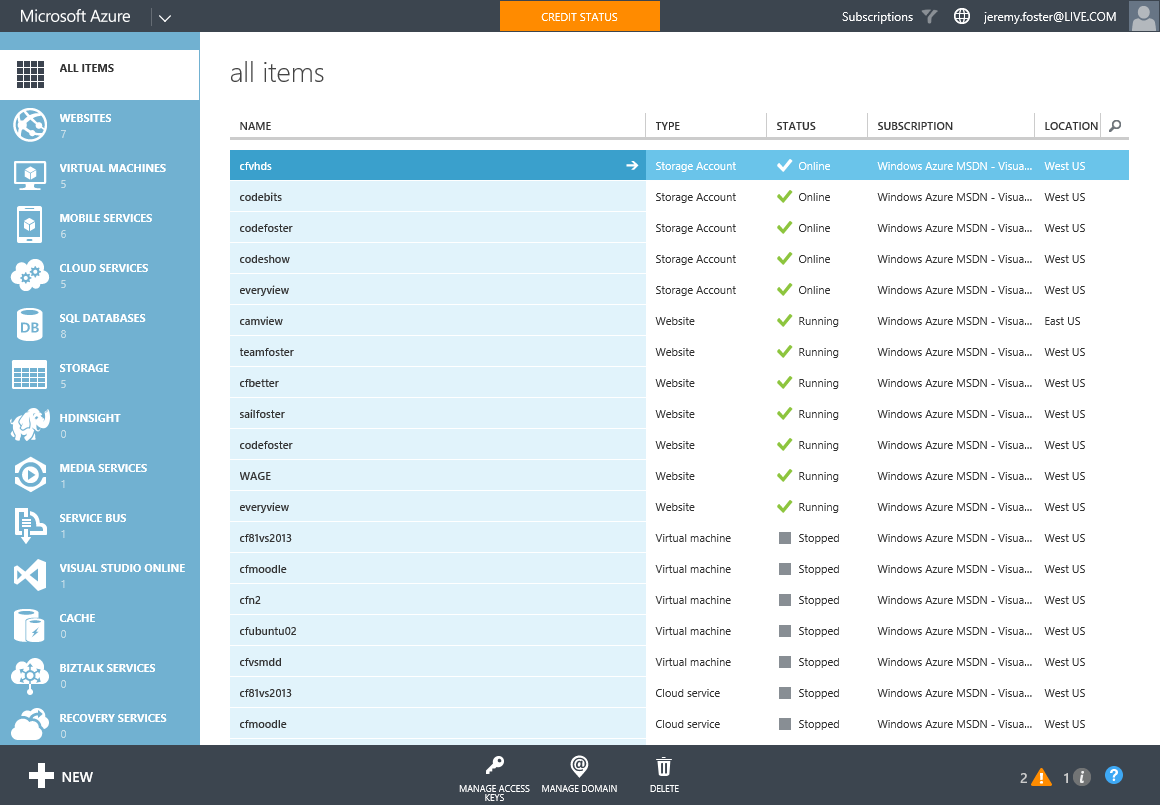 Microsoft Azure
CREDIT STATUS
Subscriptions
jeremy.foster@LIVE.COM
ALL ITEMS
WEBSITES
7
VIRTUAL MACHINES
5
MOBILE SERVICES
6
CLOUD SERVICES
5
SQL DATABASES
8
DB
STORAGE
5
HDINSIGHT
0
MEDIA SERVICES
1
SERVICE BUS
1
VISUAL STUDIO ONLINE
1
CACHE
0
BIZTALK SERVICES
0
RECOVERY SERVICES
0
all items
NAME TYPE STATUS SUBSCRIPTION LOCATION
cfvhds Storage Account Online Windows Azure MSDN - Visua... West US
codebits Storage Account Online Windows Azure MSDN - Visua... West US
codefoster Storage Account Online Windows Azure MSDN - Visua... West US
codeshow Storage Account Online Windows Azure MSDN - Visua... West US
everyview Storage Account Online Windows Azure MSDN - Visua... West US
camview Website Running Windows Azure MSDN - Visua... East US
teamfoster Website Running Windows Azure MSDN - Visua... West US
cfbetter Website Running Windows Azure MSDN - Visua... West US
sailfoster Website Running Windows Azure MSDN - Visua... West US
codefoster Website Running Windows Azure MSDN - Visua... West US
WAGE Website Running Windows Azure MSDN - Visua... West US
everyview Website Running Windows Azure MSDN - Visua... West US
cf81vs2013 Virtual machine Stopped Windows Azure MSDN - Visua... West US
cfmoodle Virtual machine Stopped Windows Azure MSDN - Visua... West US
cfn2 Virtual machine Stopped Windows Azure MSDN - Visua... West US
cfubuntu02 Virtual machine Stopped Windows Azure MSDN - Visua... West US
cfvsmdd Virtual machine Stopped Windows Azure MSDN - Visua... West US
cf81vs2013 Cloud service Stopped Windows Azure MSDN - Visua... West US
cfmoodle Cloud service Stopped Windows Azure MSDN - Visua... West US
NEW
MANAGE ACCESS
KEYS
MANAGE DOMAIN
DELETE
2
1